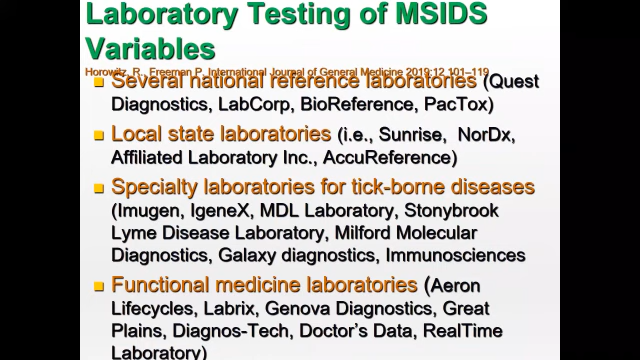 Laboratory Testing of MSIDS
Variables
Horowitz, R., Freeman P. International Journal of General Medicine 2019:12 101–119
Several national reference laboratories (Quest
Diagnostics, LabCorp, BioReference, PacTox)
Local state laboratories (i.e., Sunrise, NorDx,
Affiliated Laboratory Inc., AccuReference)
Specialty laboratories for tick-borne diseases
(Imugen, IgeneX, MDL Laboratory, Stonybrook
Lyme Disease Laboratory, Milford Molecular
Diagnostics, Galaxy diagnostics, Immunosciences
Functional medicine laboratories (Aeron
Lifecycles, Labrix, Genova Diagnostics, Great
Plains, Diagnos-Tech, Doctor's Data, RealTime
Laboratory)